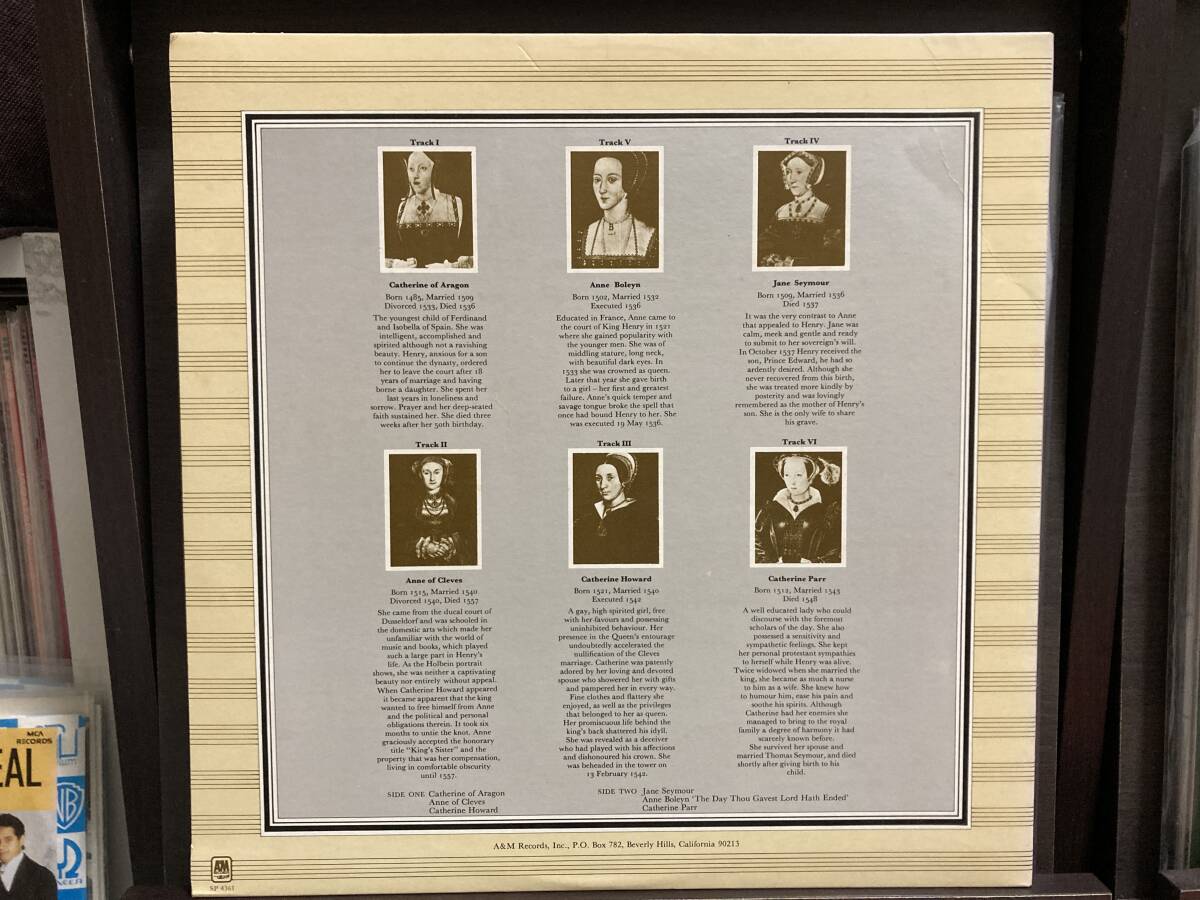 Track I
Catherine of Aragon
Born 1485, Married 1509
Divorced 1533, Died 1536
The youngest child of Ferdinand
and Isobella of Spain. She was
intelligent, accomplished and
spirited although not a ravishing
beauty. Henry, anxious for a son
to continue the dynasty, ordered
her to leave the court after 18
years of marriage and having
borne a daughter. She spent her
last years in loneliness and
sorrow. Prayer and her deep-seated
faith sustained her. She died three
weeks after her 50th birthday.
Track V
Anne Boleyn
Born 1502, Married 1532
Executed 1536
Educated in France, Anne came to
the court of King Henry in 1521
where she gained popularity with
the younger men. She was of
middling stature, long neck,
with beautiful dark eyes. In
1533 she was crowned as queen.
Later that year she gave birth
to a girl – her first and greatest
failure. Anne's quick temper and
savage tongue broke the spell that
once had bound Henry to her. She
was executed 19 May 1536.
Track IV
Jane Seymour
Born 1509, Married 1536
Died 1537
It was the very contrast to Anne
that appealed to Henry. Jane was
calm, meek and gentle and ready
to submit to her sovereign's will.
In October 1537 Henry received the
son, Prince Edward, he had so
ardently desired. Although she
never recovered from this birth,
she was treated more kindly by
posterity and was lovingly
remembered as the mother of Henry's
son. She is the only wife to share
his grave.
Track II
Anne of Cleves
Born 1515, Married 1540
Divorced 1540, Died 1557
She came from the ducal court of
Dusseldorf and was schooled in
the domestic arts which made her
unfamiliar with the world of
music and books, which played
such a large part in Henry's
life. As the Holbein portrait
shows, she was neither a captivating
beauty nor entirely without appeal.
When Catherine Howard appeared
it became apparent that the king
wanted to free himself from Anne
and the political and personal
obligations therein. It took six
months to untie the knot. Anne
graciously accepted the honorary
title "King's Sister" and the
property that was her compensation,
living in comfortable obscurity
until 1557.
Track III
Catherine Howard
Born 1521, Married 1540
Executed 1542
A gay, high spirited girl, free
with her favours and possessing
uninhibited behaviour. Her
presence in the Queen's entourage
undoubtedly accelerated the
nullification of the Cleves
marriage. Catherine was patently
adored by her loving and devoted
spouse who showered her with gifts
and pampered her in every way.
Fine clothes and flattery she
enjoyed, as well as the privileges
that belonged to her as queen.
Her promiscuous life behind the
king's back shattered his idyll.
She was revealed as a deceiver
who had played with his affections
and dishonoured his crown. She
was beheaded in the tower on
13 February 1542.
Track VI
Catherine Parr
Born 1512, Married 1543
Died 1548
A well educated lady who could
discourse with the foremost
scholars of the day. She also
possessed a sensitivity and
sympathetic feelings. She kept
her personal protestant sympathies
to herself while Henry was alive.
Twice widowed when she married the
king, she became as much a nurse
to him as a wife. She knew how
to humour him, ease his pain and
soothe his spirits. Although
Catherine had her enemies she
managed to bring to the royal
family a degree of harmony it had
scarcely known before.
She survived her spouse and
married Thomas Seymour, and died
shortly after giving birth to his
child.
SIDE ONE Catherine of Aragon
Anne of Cleves
Catherine Howard
SIDE TWO Jane Seymour
Anne Boleyn 'The Day Thou Gavest Lord Hath Ended'
Catherine Parr
A&M Records, Inc., P.O. Box 782, Beverly Hills, California 90213
A&M
SP 4361
MCA
RECORDS
EAL
WB